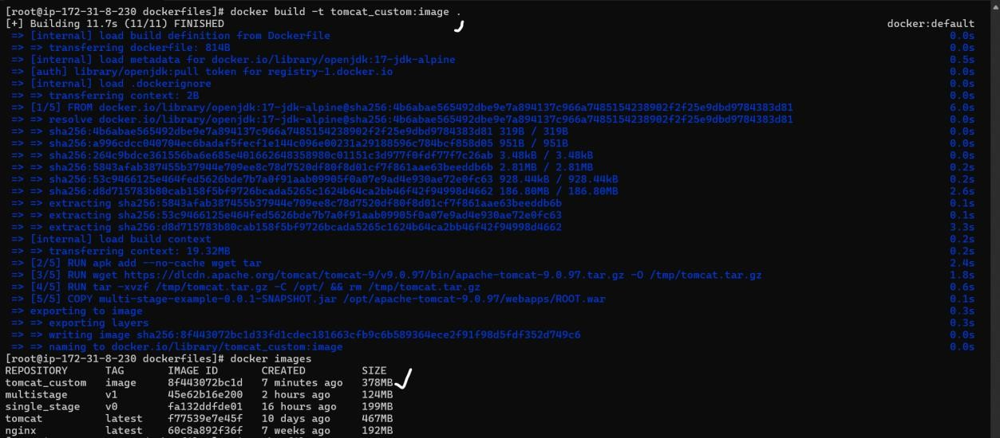 [root@ip-172-31-8-230 dockerfiles]# docker build -t tomcat_custom:image .
[+] Building 11.7s (11/11) FINISHED docker:default
=> [internal] load build definition from Dockerfile 0.0s
=> => transferring dockerfile: 814B 0.0s
=> [internal] load metadata for docker.io/library/openjdk:17-jdk-alpine 0.5s
=> [auth] library/openjdk:pull token for registry-1.docker.io 0.0s
=> [internal] load .dockerignore 0.0s
=> => transferring context: 2B 0.0s
=> [1/5] FROM docker.io/library/openjdk:17-jdk-alpine@sha256:4b6abae565492dbe9e7a894137c966a7485154238902f2f25e9dbd9784383d81 6.0s
=> => resolve docker.io/library/openjdk:17-jdk-alpine@sha256:4b6abae565492dbe9e7a894137c966a7485154238902f2f25e9dbd9784383d81 0.0s
=> => sha256:4b6abae565492dbe9e7a894137c966a7485154238902f2f25e9dbd9784383d81 319B / 319B 0.0s
=> => sha256:a996cdcc040704ec6badaf5fecf1e144c096e00231a29188596c784bcf858d05 951B / 951B 0.0s
=> => sha256:264c9bdce361556ba6e685e401662648358980c01151c3d977f0fdf77f7c26ab 3.48kB / 3.48kB 0.0s
=> => sha256:5843afab387455b37944e709ee8c78d7520df80f8d01cf7f861aae63beeddb6b 2.81MB / 2.81MB 0.2s
=> => sha256:53c9466125e464fed5626bde7b7a0f91aab09905f0a07e9ad4e930ae72e0fc63 928.44kB / 928.44kB 0.2s
=> => sha256:d8d715783b80cab158f5bf9726bcada5265c1624b64ca2bb46f42f94998d4662 186.80MB / 186.80MB 2.6s
=> => extracting sha256:5843afab387455b37944e709ee8c78d7520df80f8d01cf7f861aae63beeddb6b 0.1s
=> => extracting sha256:53c9466125e464fed5626bde7b7a0f91aab09905f0a07e9ad4e930ae72e0fc63 0.1s
=> => extracting sha256:d8d715783b80cab158f5bf9726bcada5265c1624b64ca2bb46f42f94998d4662 3.3s
=> [internal] load build context 0.2s
=> => transferring context: 19.32MB 0.2s
=> [2/5] RUN apk add --no-cache wget tar 2.4s
=> [3/5] RUN wget https://dlcdn.apache.org/tomcat/tomcat-9/v9.0.97/bin/apache-tomcat-9.0.97.tar.gz -O /tmp/tomcat.tar.gz 1.8s
=> [4/5] RUN tar -xvzf /tmp/tomcat.tar.gz -C /opt/ && rm /tmp/tomcat.tar.gz 0.6s
=> [5/5] COPY multi-stage-example-0.0.1-SNAPSHOT.jar /opt/apache-tomcat-9.0.97/webapps/ROOT.war 0.1s
=> exporting to image 0.3s
=> => exporting layers 0.3s
=> => writing image sha256:8f443072bc1d33fd1cdec181663cfb9c6b589364ece2f91f98d5fdf352d749c6 0.0s
=> => naming to docker.io/library/tomcat_custom:image 0.0s
[root@ip-172-31-8-230 dockerfiles]# docker images
REPOSITORY TAG IMAGE ID CREATED SIZE
tomcat_custom image 8f443072bc1d 7 minutes ago 378MB
multistage v1 45e62b16e200 2 hours ago 124MB
single_stage v0 fa132ddfde01 16 hours ago 199MB
tomcat latest f77539e7e45f 10 days ago 467MB
nginx latest 60c8a892f36f 7 weeks ago 192MB